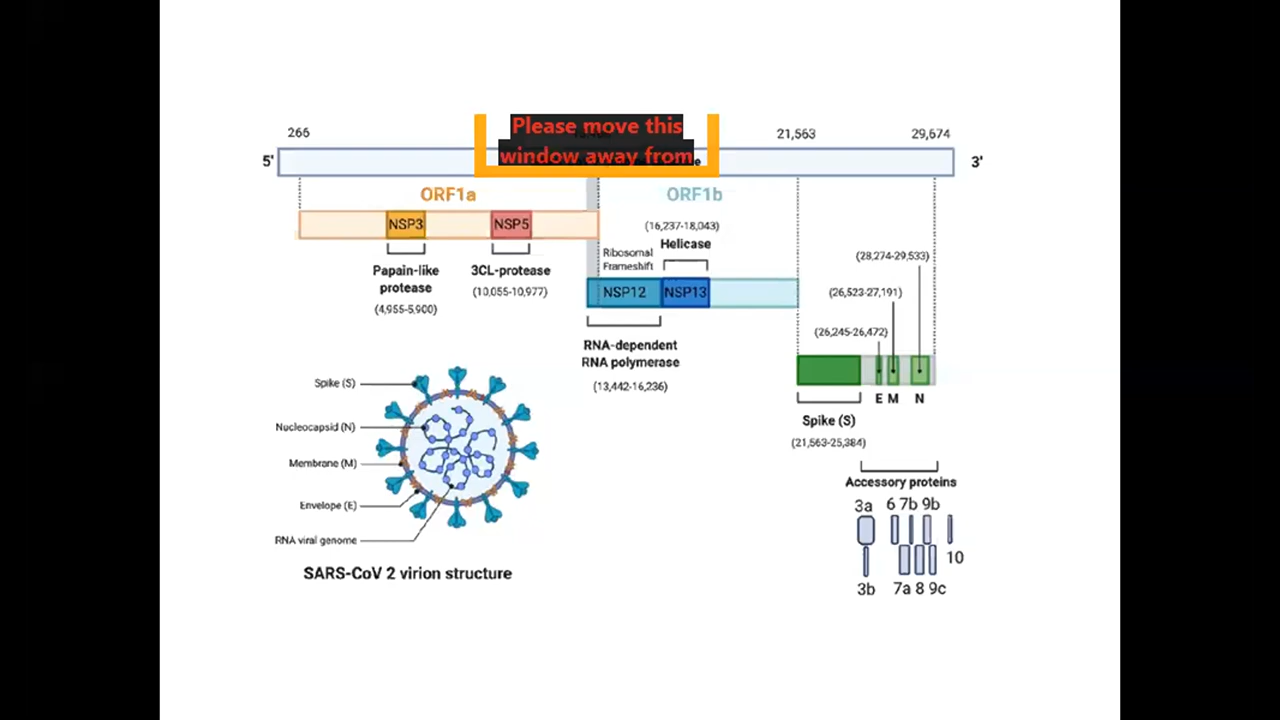 Please move this
window away from
266
21,563
29,674
5'
3'
ORF1a
ORF1b
NSP3
NSP5
(16,237-18,043)
Helicase
Ribosomal
Frameshift
NSP12
NSP13
Papain-like
protease
(4,955-5,900)
3CL-protease
(10,055-10,977)
RNA-dependent
RNA polymerase
(13,442-16,236)
(28,274-29,533)
(26,523-27,191)
(26,245-26,472)
E M N
Spike (S)
(21,563-25,384)
Accessory proteins
3a 6 7b 9b
10
3b 7a 8 9c
Spike (S)
Nucleocapsid (N)
Membrane (M)
Envelope (E)
RNA viral genome
SARS-CoV 2 virion structure